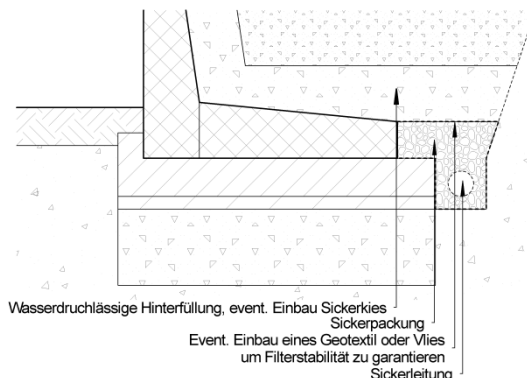 Wasserdruchlässige Hinterfüllung, event. Einbau Sickerkies
Sickerpackung
Event. Einbau eines Geotextil oder Vlies
um Filterstabilität zu garantieren
Sickerleitung